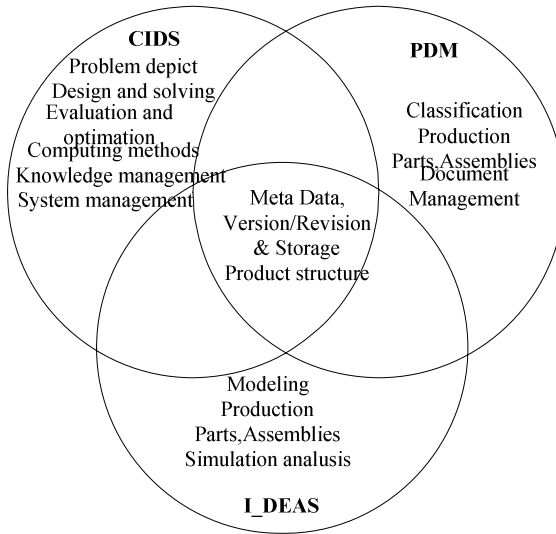 CIDS
Problem depict
Design and solving
Evaluation and
optimation
Computing methods
Knowledge management
System management
PDM
Classification
Production
Parts,Assemblies
Document
Management
Meta Data,
Version/Revision
& Storage
Product structure
Modeling
Production
Parts,Assemblies
Simulation analusis
I_DEAS